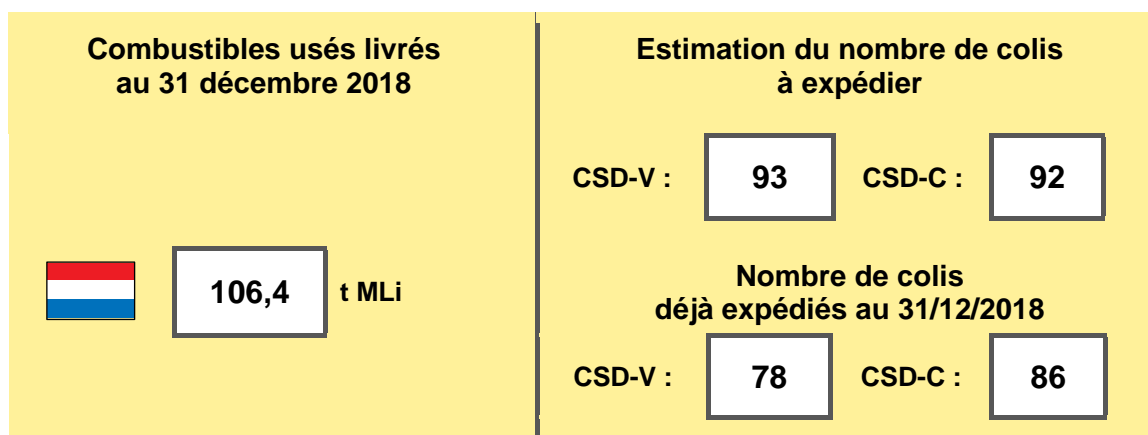 Combustibles usés livrés
au 31 décembre 2018
106,4 t MLi
Estimation du nombre de colis
à expédier
CSD-V : 93 CSD-C : 92
Nombre de colis
déjà expédiés au 31/12/2018
CSD-V : 78 CSD-C : 86